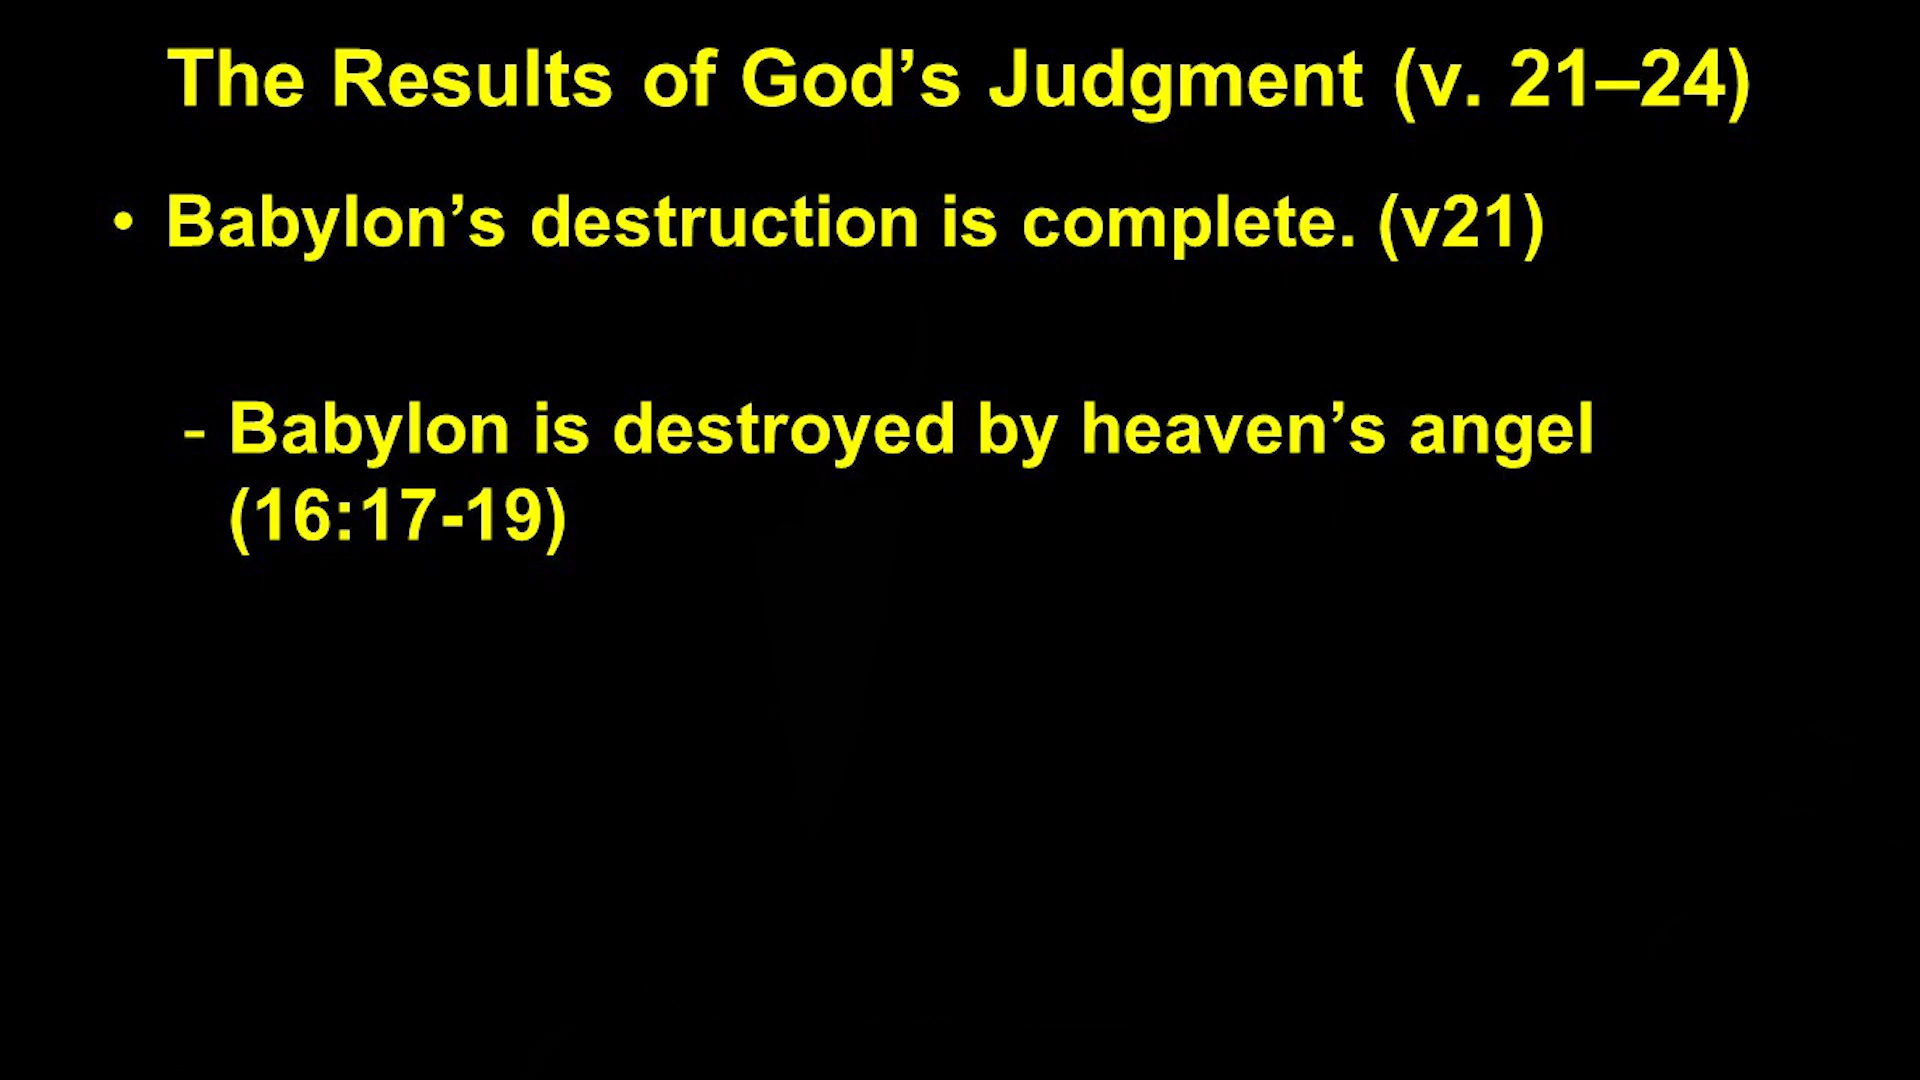 The Results of God’s Judgment (v. 21–24)
• Babylon’s destruction is complete. (v21)
- Babylon is destroyed by heaven’s angel
(16:17-19)